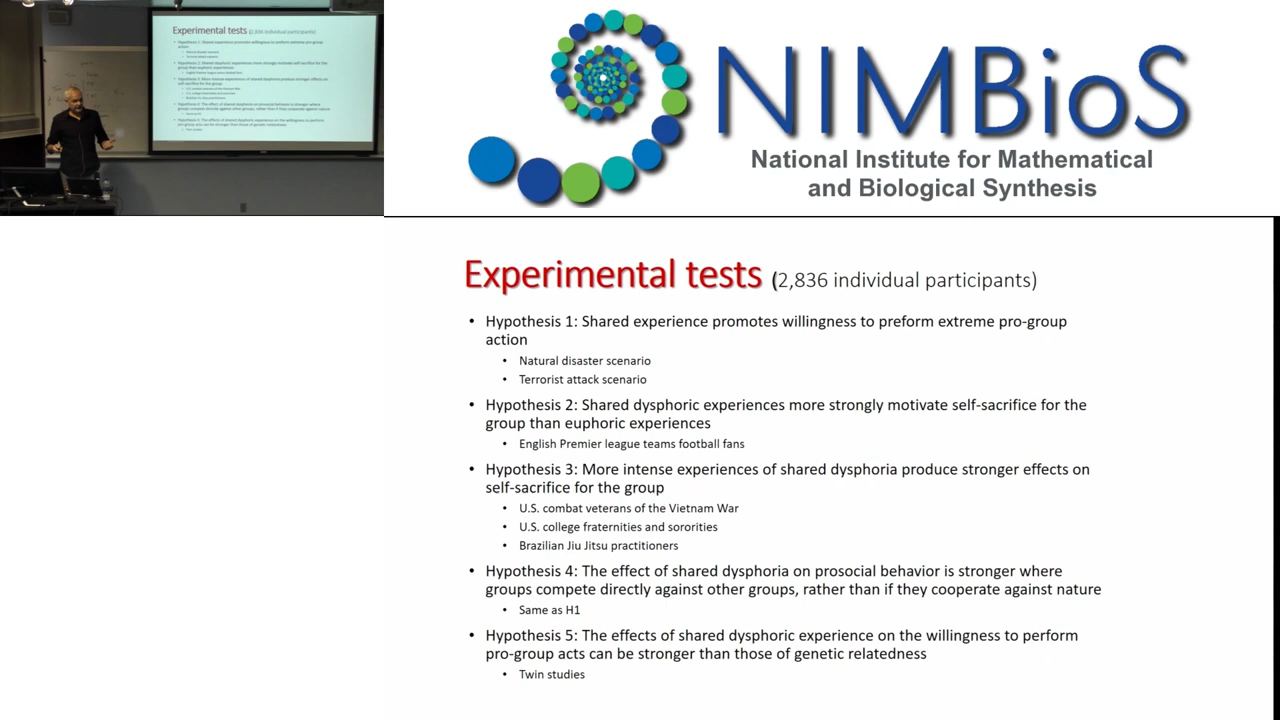 NIMBioS
National Institute for Mathematical
and Biological Synthesis
Experimental tests (2,836 individual participants)
• Hypothesis 1: Shared experience promotes willingness to preform extreme pro-group
action
• Natural disaster scenario
• Terrorist attack scenario
• Hypothesis 2: Shared dysphoric experiences more strongly motivate self-sacrifice for the
group than euphoric experiences
• English Premier league teams football fans
• Hypothesis 3: More intense experiences of shared dysphoria produce stronger effects on
self-sacrifice for the group
• U.S. combat veterans of the Vietnam War
• U.S. college fraternities and sororities
• Brazilian Jiu Jitsu practitioners
• Hypothesis 4: The effect of shared dysphoria on prosocial behavior is stronger where
groups compete directly against other groups, rather than if they cooperate against nature
• Same as H1
• Hypothesis 5: The effects of shared dysphoric experience on the willingness to perform
pro-group acts can be stronger than those of genetic relatedness
• Twin studies